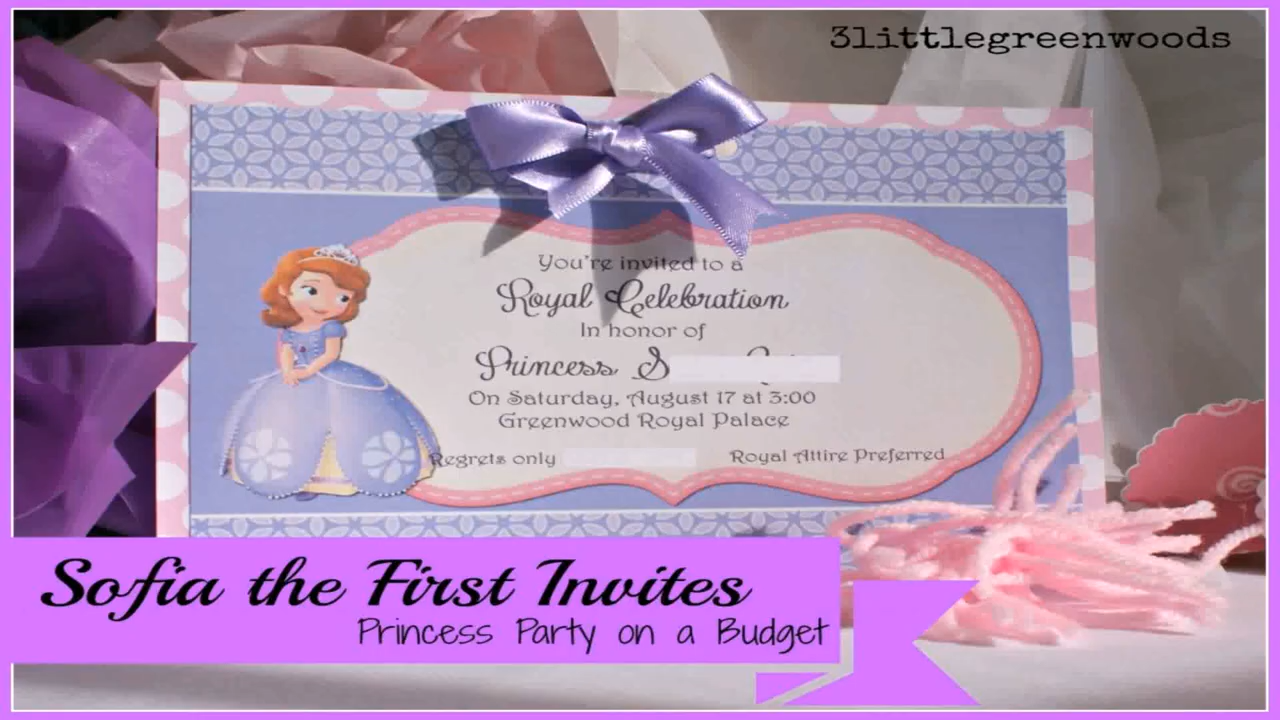 3littlegreenwoods
You're invited to a
Royal Celebration
In honor of
Princess S
On Saturday, August 17 at 3:00
Greenwood Royal Palace
Regrets only
Royal Attire Preferred
Sofia the First Invites
Princess Party on a Budget